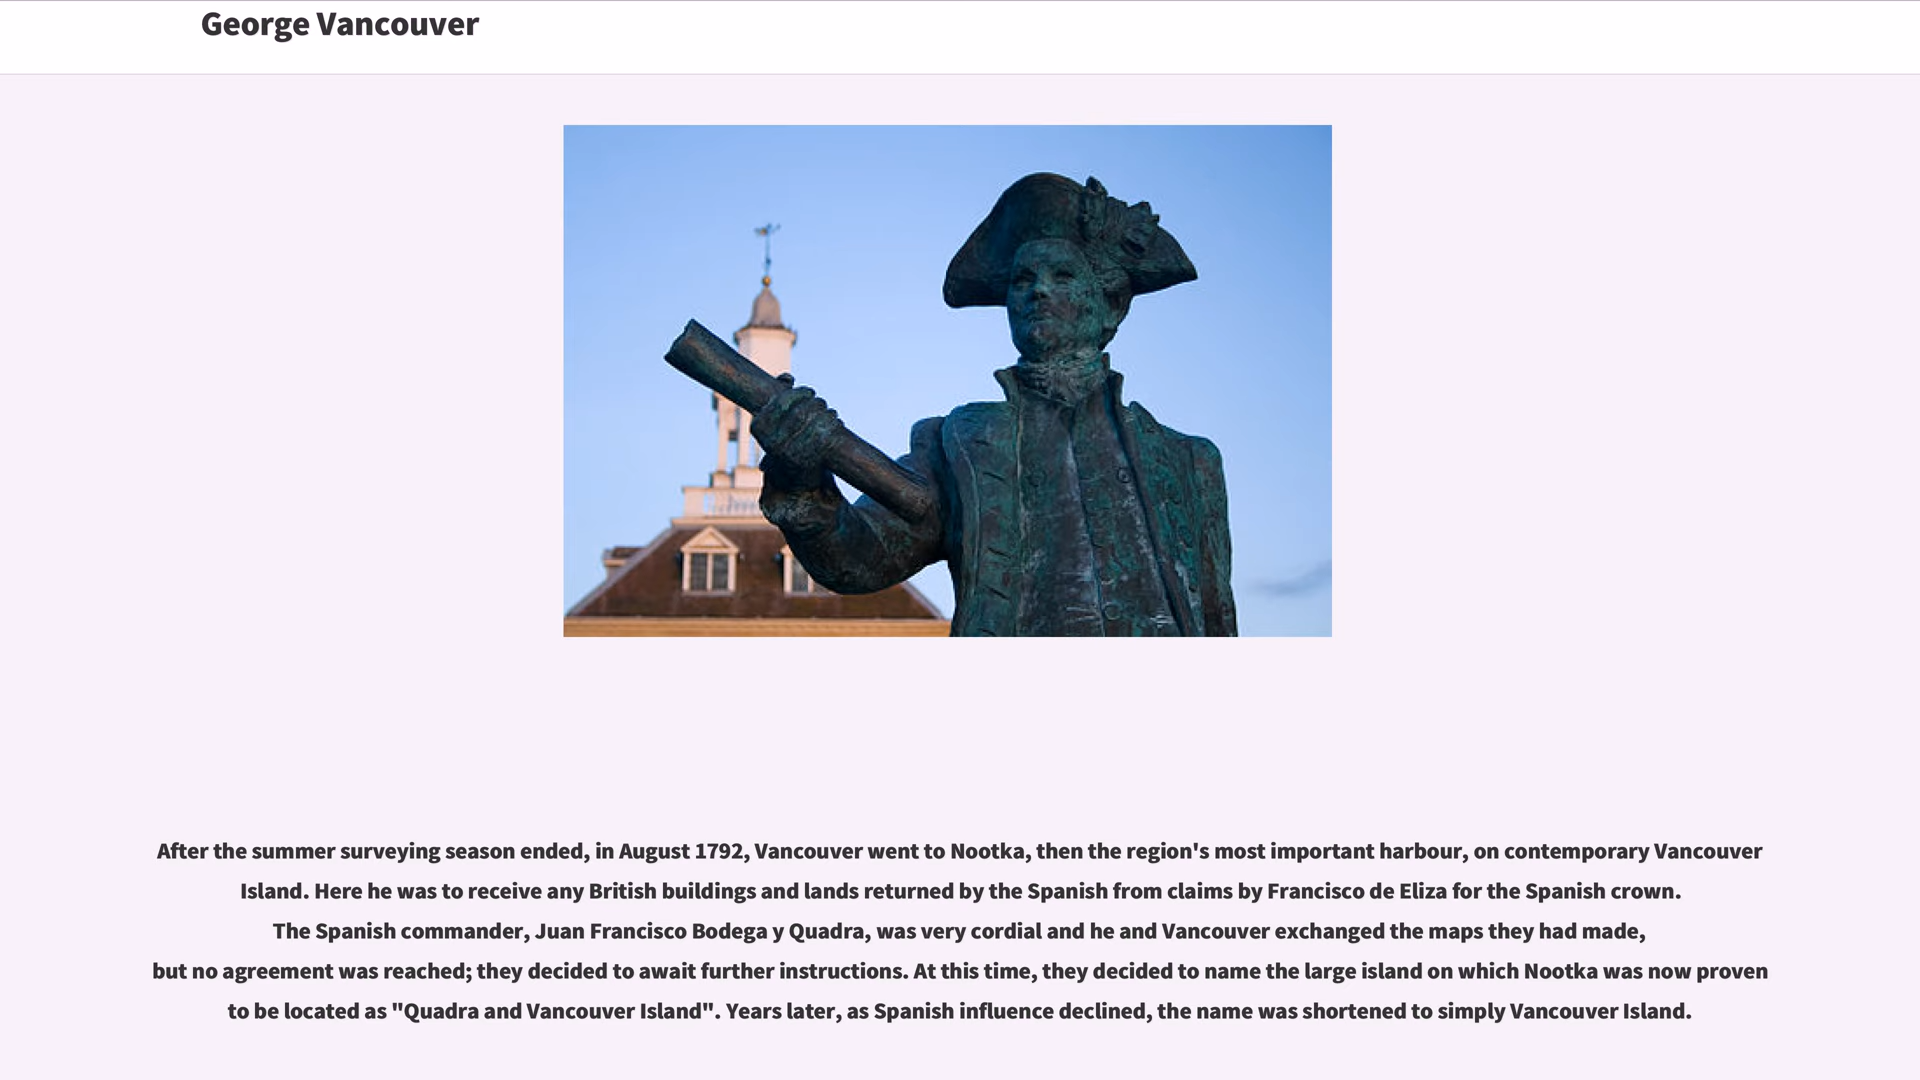 George Vancouver
After the summer surveying season ended, in August 1792, Vancouver went to Nootka, then the region's most important harbour, on contemporary Vancouver
Island. Here he was to receive any British buildings and lands returned by the Spanish from claims by Francisco de Eliza for the Spanish crown.
The Spanish commander, Juan Francisco Bodega y Quadra, was very cordial and he and Vancouver exchanged the maps they had made,
but no agreement was reached; they decided to await further instructions. At this time, they decided to name the large island on which Nootka was now proven
to be located as "Quadra and Vancouver Island". Years later, as Spanish influence declined, the name was shortened to simply Vancouver Island.